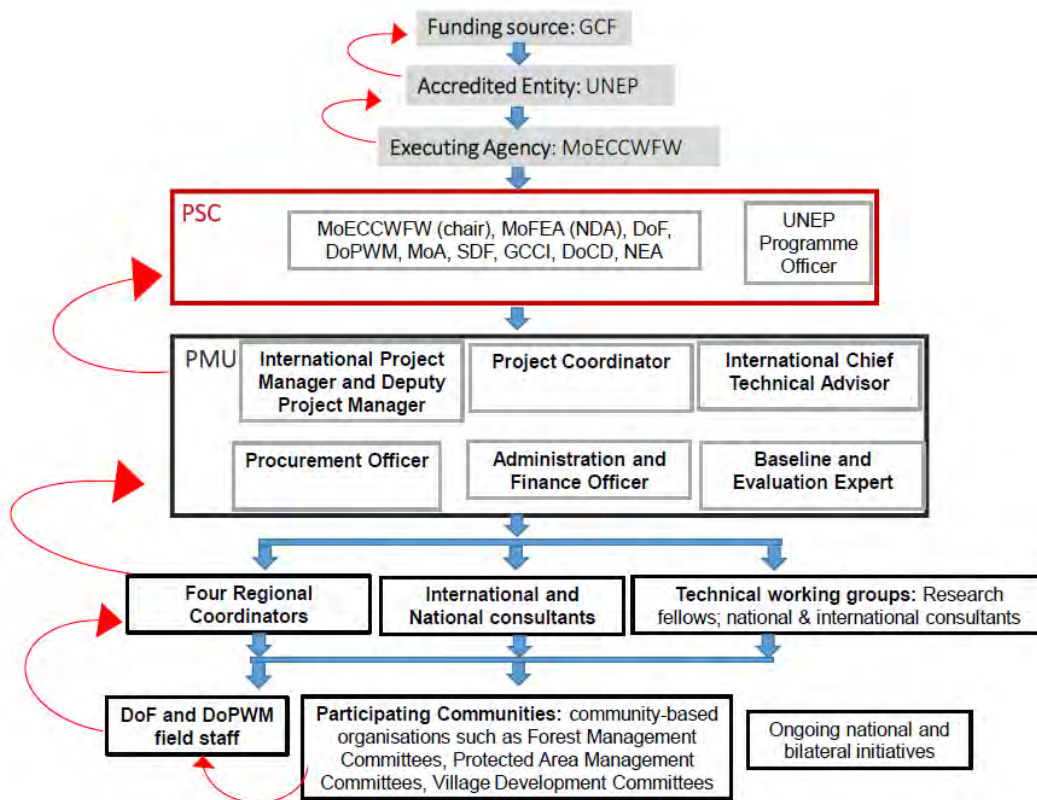 Funding source: GCF
Accredited Entity: UNEP
Executing Agency: MoECCWFW
PSC
MoECCWFW (chair), MoFEA (NDA), DoF,
DoPWM, MoA, SDF, GCCI, DoCD, NEA
UNEP
Programme
Officer
PMU
International Project
Manager and Deputy
Project Manager
Project Coordinator
International Chief
Technical Advisor
Procurement Officer
Administration and
Finance Officer
Baseline and
Evaluation Expert
Four Regional
Coordinators
International and
National consultants
Technical working groups: Research
fellows; national & international consultants
DoF and DoPWM
field staff
Participating Communities: community-based
organisations such as Forest Management
Committees, Protected Area Management
Committees, Village Development Committees
Ongoing national and
bilateral initiatives